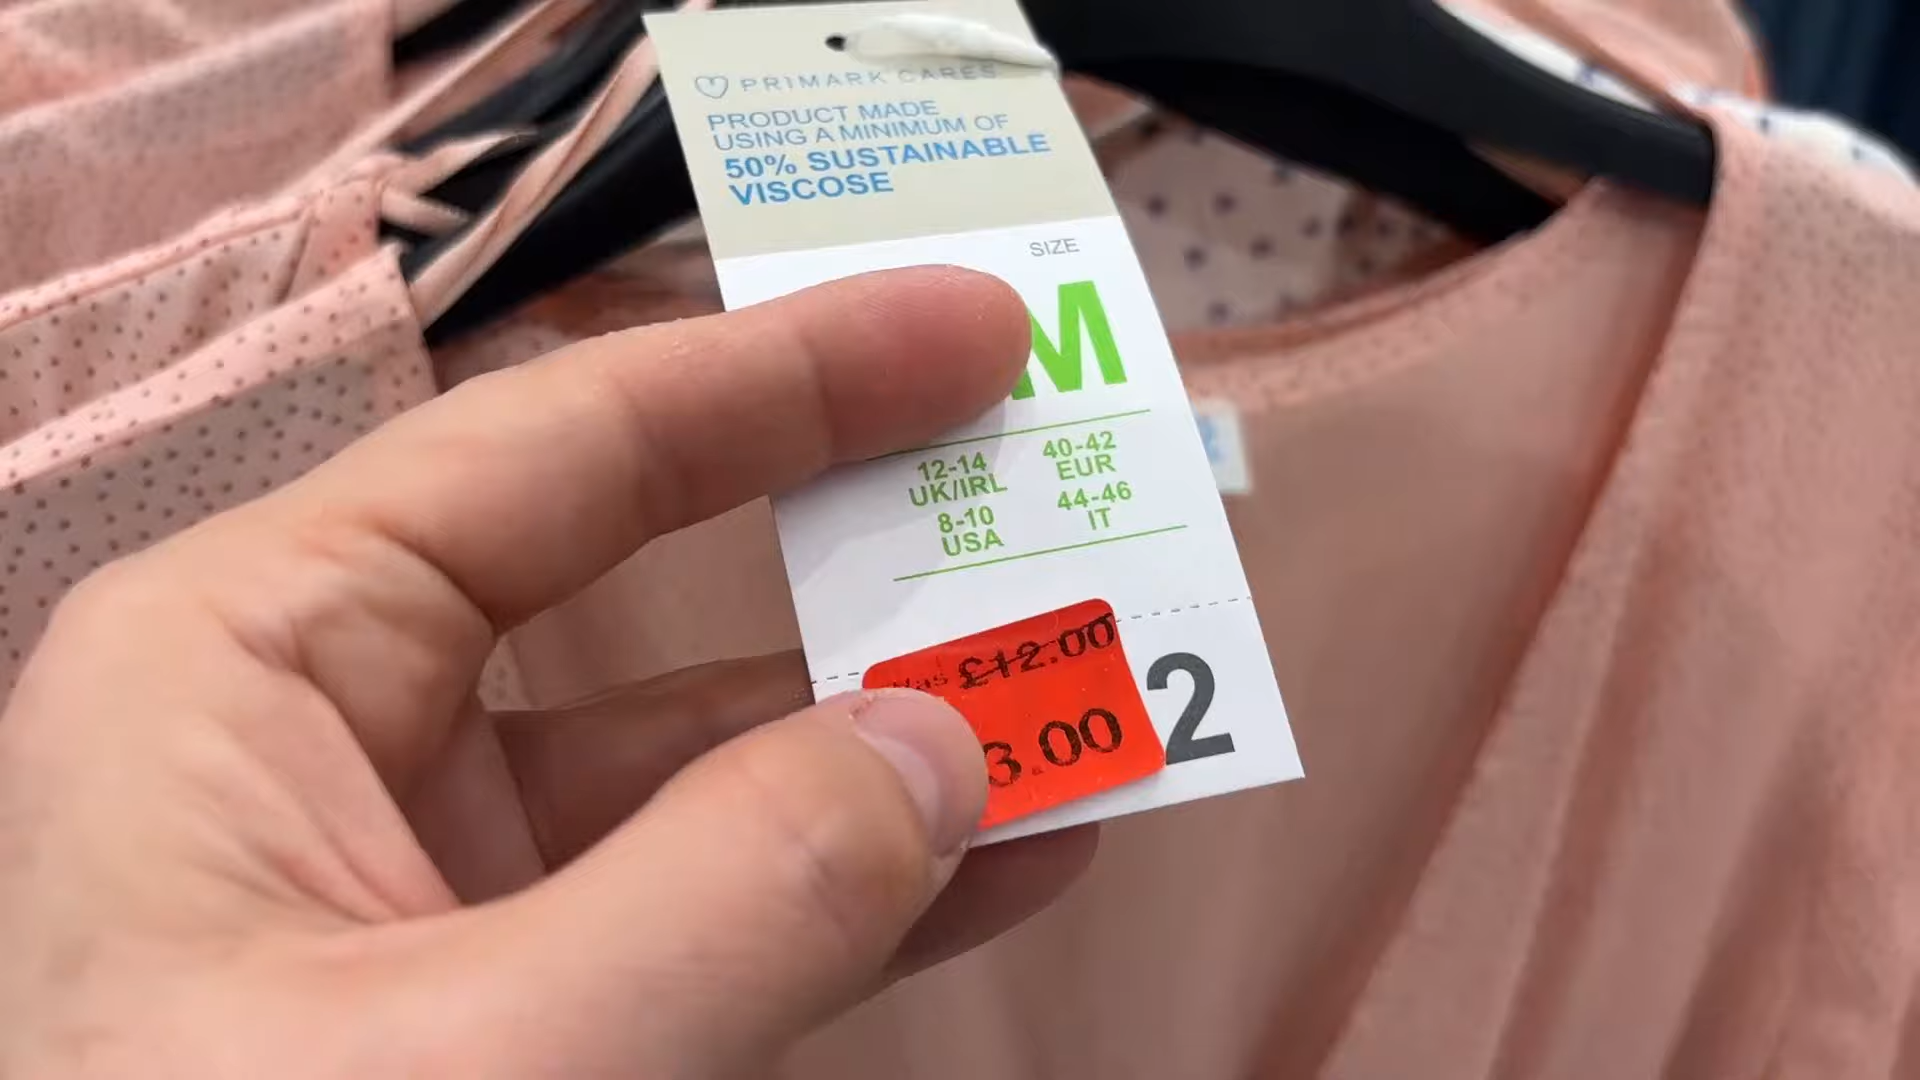 PRIMARK CARES
PRODUCT MADE
USING A MINIMUM OF
50% SUSTAINABLE
VISCOSE
SIZE
M
12-14
UK/IRL
8-10
USA
40-42
EUR
44-46
IT
Was £12.00
3.00
2